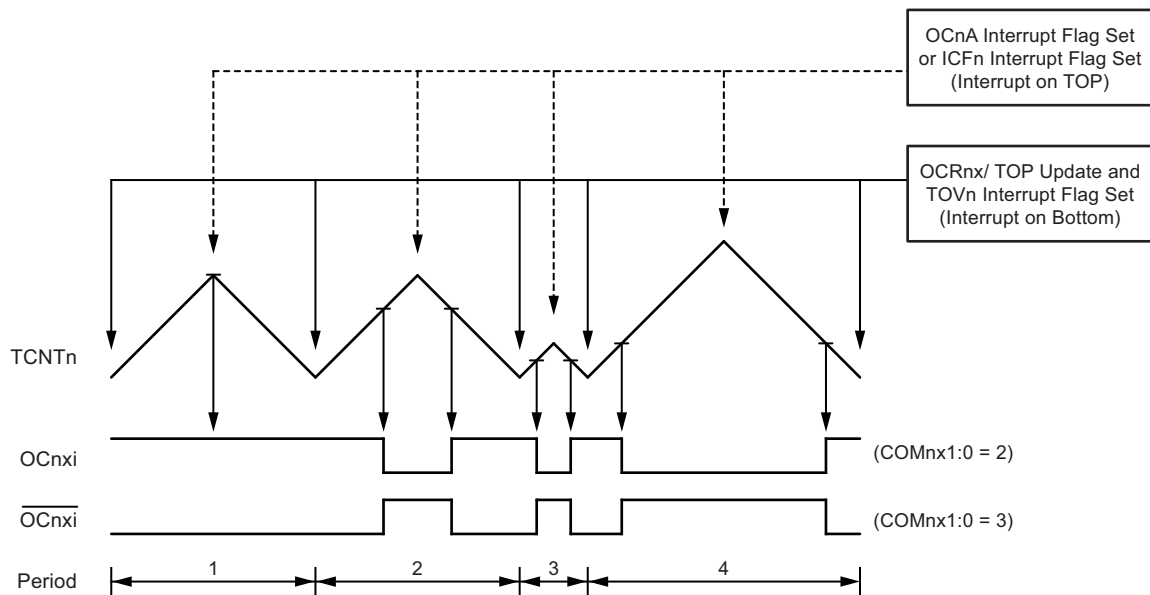 OCnA Interrupt Flag Set
or ICFn Interrupt Flag Set
(Interrupt on TOP)
OCRnx/ TOP Update and
TOVn Interrupt Flag Set
(Interrupt on Bottom)
TCNTn
OCnxi
(COMnx1:0 = 2)
OCnxi
(COMnx1:0 = 3)
Period
1
2
3
4